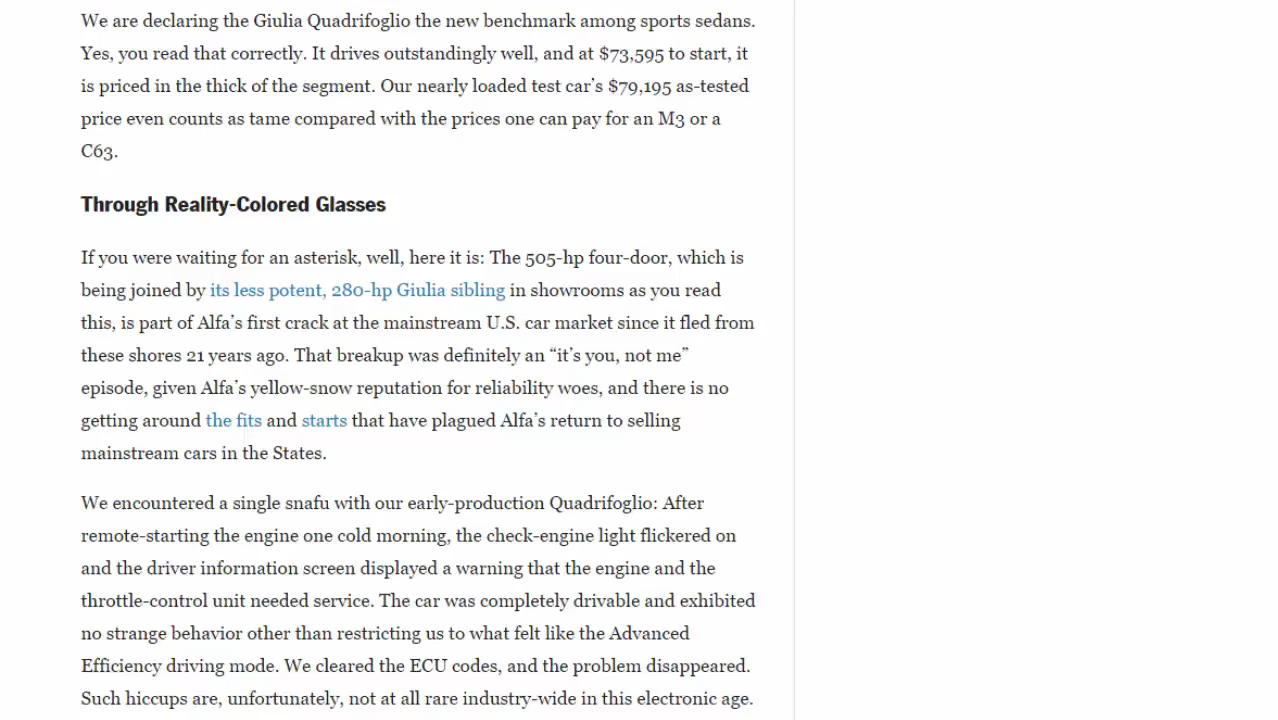 We are declaring the Giulia Quadrifoglio the new benchmark among sports sedans.
Yes, you read that correctly. It drives outstandingly well, and at $73,595 to start, it
is priced in the thick of the segment. Our nearly loaded test car’s $79,195 as-tested
price even counts as tame compared with the prices one can pay for an M3 or a
C63.
Through Reality-Colored Glasses
If you were waiting for an asterisk, well, here it is: The 505-hp four-door, which is
being joined by its less potent, 280-hp Giulia sibling in showrooms as you read
this, is part of Alfa’s first crack at the mainstream U.S. car market since it fled from
these shores 21 years ago. That breakup was definitely an “it’s you, not me”
episode, given Alfa’s yellow-snow reputation for reliability woes, and there is no
getting around the fits and starts that have plagued Alfa’s return to selling
mainstream cars in the States.
We encountered a single snafu with our early-production Quadrifoglio: After
remote-starting the engine one cold morning, the check-engine light flickered on
and the driver information screen displayed a warning that the engine and the
throttle-control unit needed service. The car was completely drivable and exhibited
no strange behavior other than restricting us to what felt like the Advanced
Efficiency driving mode. We cleared the ECU codes, and the problem disappeared.
Such hiccups are, unfortunately, not at all rare industry-wide in this electronic age.